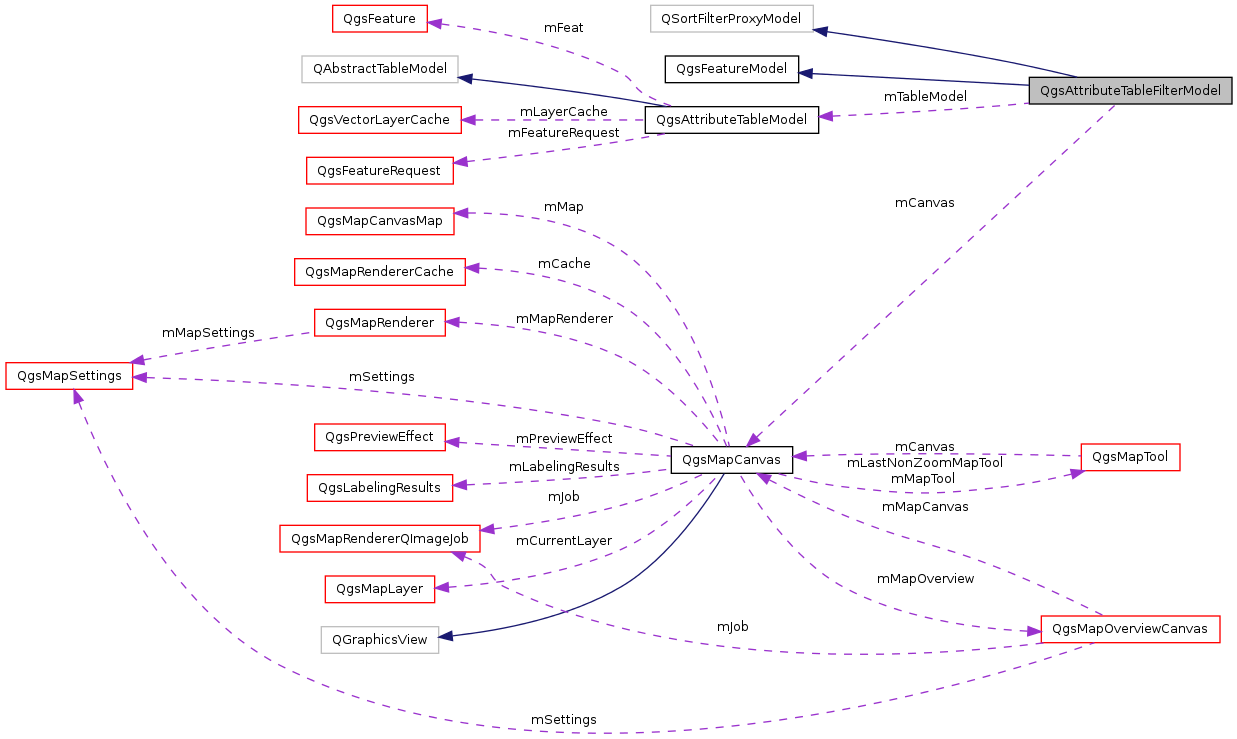 QgsFeature
mFeat
QSortFilterProxyModel
QAbstractTableModel
QgsFeatureModel
QgsAttributeTableFilterModel
mTableModel
mLayerCache
QgsVectorLayerCache
QgsAttributeTableModel
mFeatureRequest
QgsFeatureRequest
mCanvas
mMap
QgsMapCanvasMap
mCache
QgsMapRendererCache
mMapRenderer
QgsMapRenderer
mMapSettings
QgsMapSettings
mSettings
QgsPreviewEffect
mPreviewEffect
mCanvas
QgsMapTool
QgsMapCanvas
mLastNonZoomMapTool
mMapTool
mLabelingResults
QgsLabelingResults
mJob
mMapCanvas
QgsMapRendererQImageJob
mCurrentLayer
mMapOverview
QgsMapLayer
mJob
QgsMapOverviewCanvas
QGraphicsView
mSettings